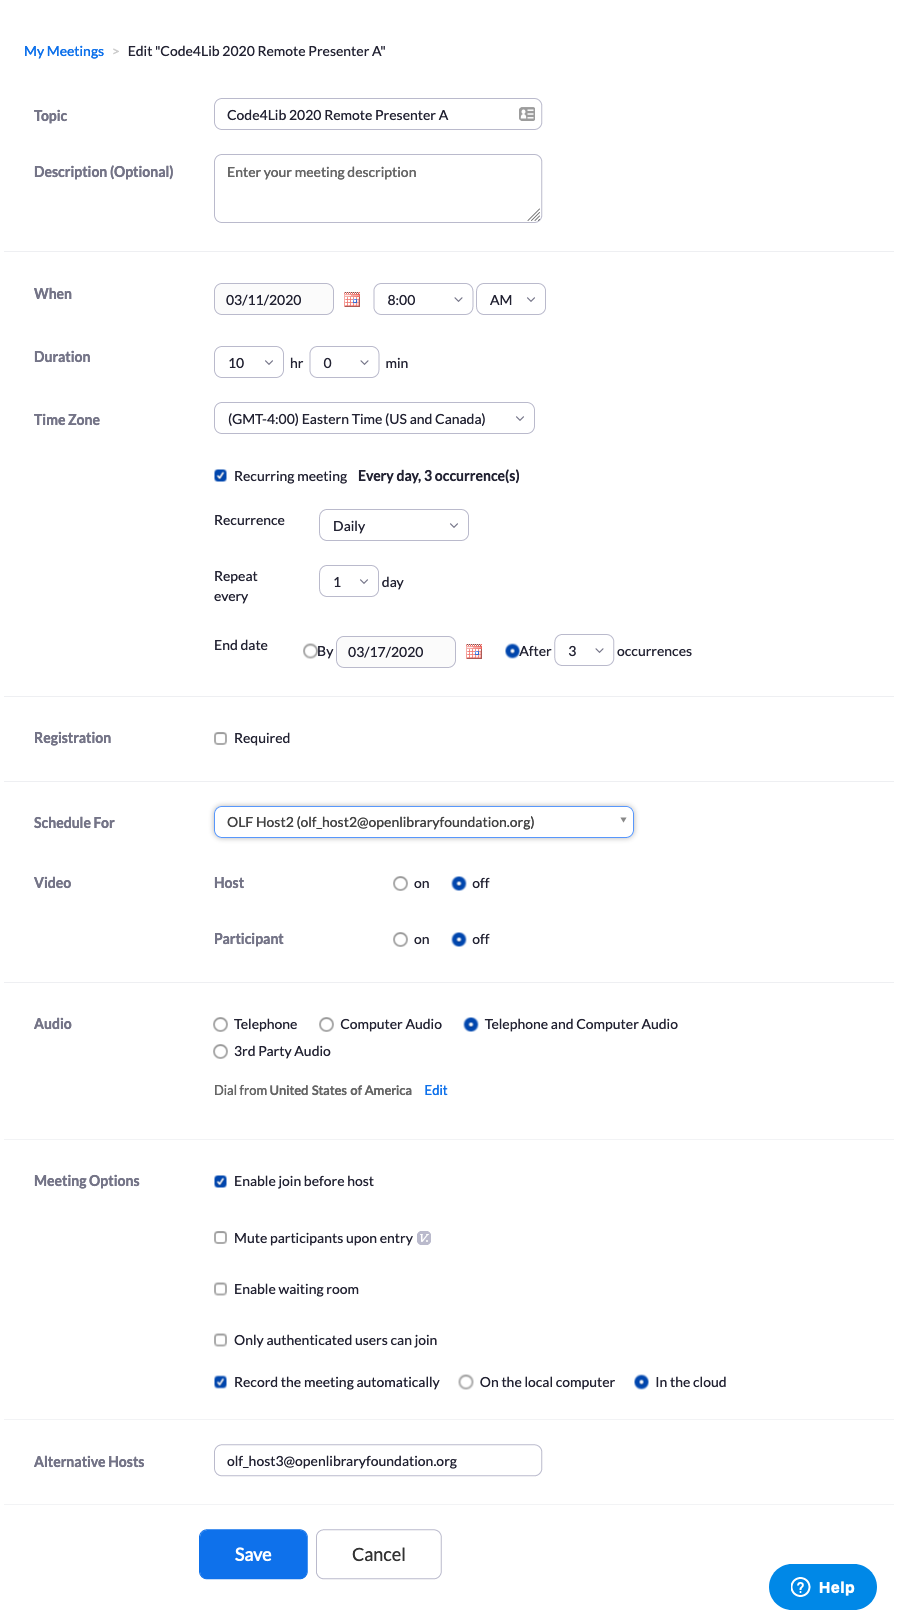 My Meetings > Edit "Code4Lib 2020 Remote Presenter A"
Topic Code4Lib 2020 Remote Presenter A
Description (Optional) Enter your meeting description
When 03/11/2020 8:00 AM
Duration 10 hr 0 min
Time Zone (GMT-4:00) Eastern Time (US and Canada)
Recurring meeting Every day, 3 occurrence(s)
Recurrence Daily
Repeat every 1 day
End date By 03/17/2020 After 3 occurrences
Registration Required
Schedule For OLF Host2 (olf_host2@openlibraryfoundation.org)
Video Host on off
Participant on off
Audio Telephone Computer Audio Telephone and Computer Audio
3rd Party Audio
Dial from United States of America Edit
Meeting Options Enable join before host
Mute participants upon entry
Enable waiting room
Only authenticated users can join
Record the meeting automatically On the local computer In the cloud
Alternative Hosts olf_host3@openlibraryfoundation.org
Save Cancel
? Help